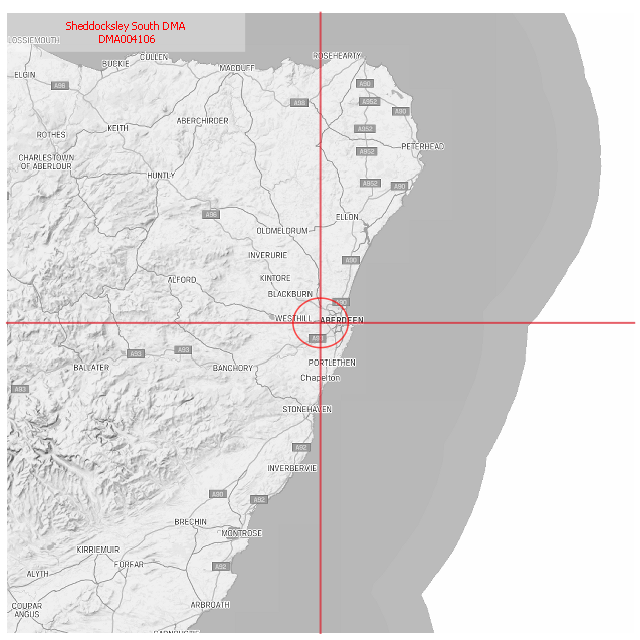 Sheddocksley South DMA
DMA004106
LOSSIEMOUTH
ROSEHEARTY
CULLEN
BUCKIE
MACDUFF
ELGIN
A96
A90
A98
A952
A90
ABERCHIRDER
KEITH
A952
ROTHES
PETERHEAD
A952
CHARLESTOWN
OF ABERLOUR
HUNTLY
A952
A90
A96
ELLON
OLDMELDRUM
INVERURIE
A90
ALFORD
KINTORE
BLACKBURN
WESTHILL
ABERDEEN
A93
A93
A93
PORTLETHEN
BALLATER
BANCHORY
Chapelton
A93
STONEHAVEN
A92
INVERBERVIE
A90
A92
BRECHIN
MONTROSE
KIRRIEMUIR
FORFAR
A92
ALYTH
COUPAR
ANGUS
ARBROATH
CARNOUSTIE